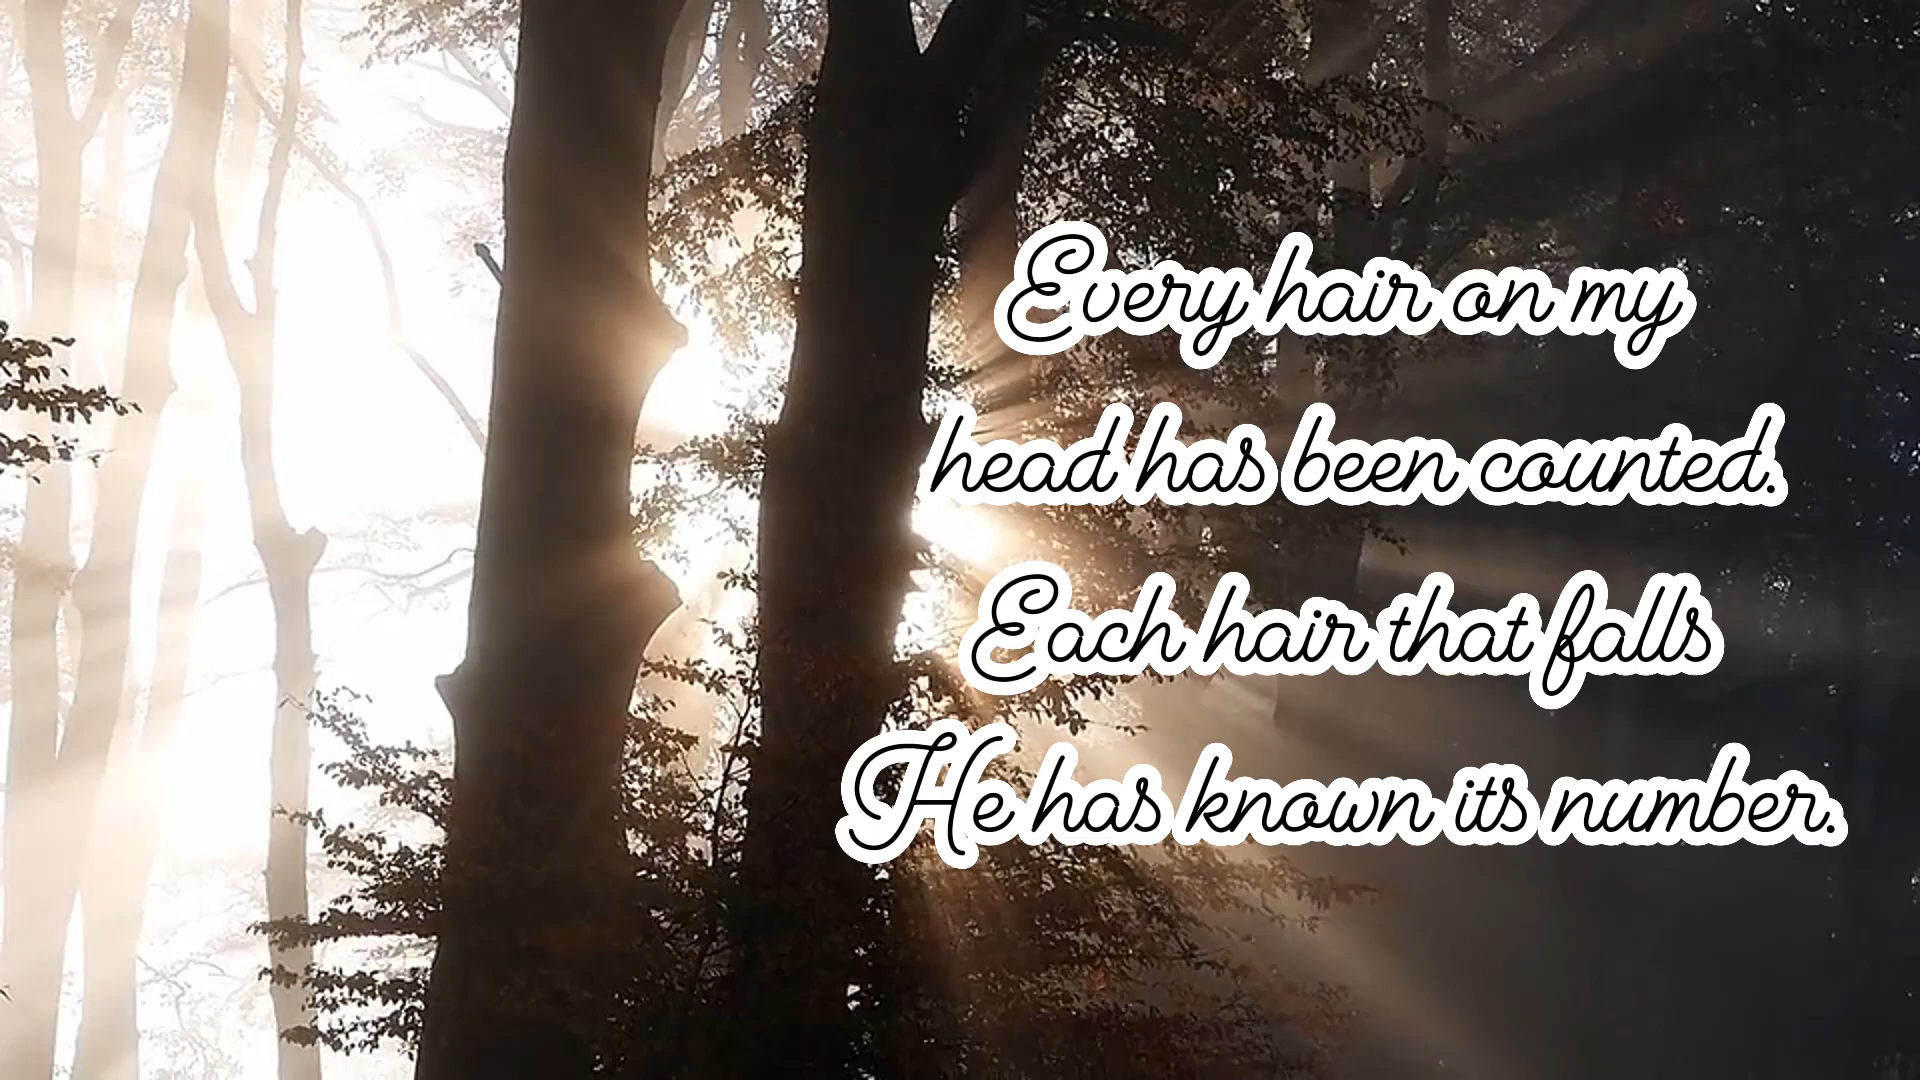 Every hair on my
head has been counted.
Each hair that falls
He has known its number.